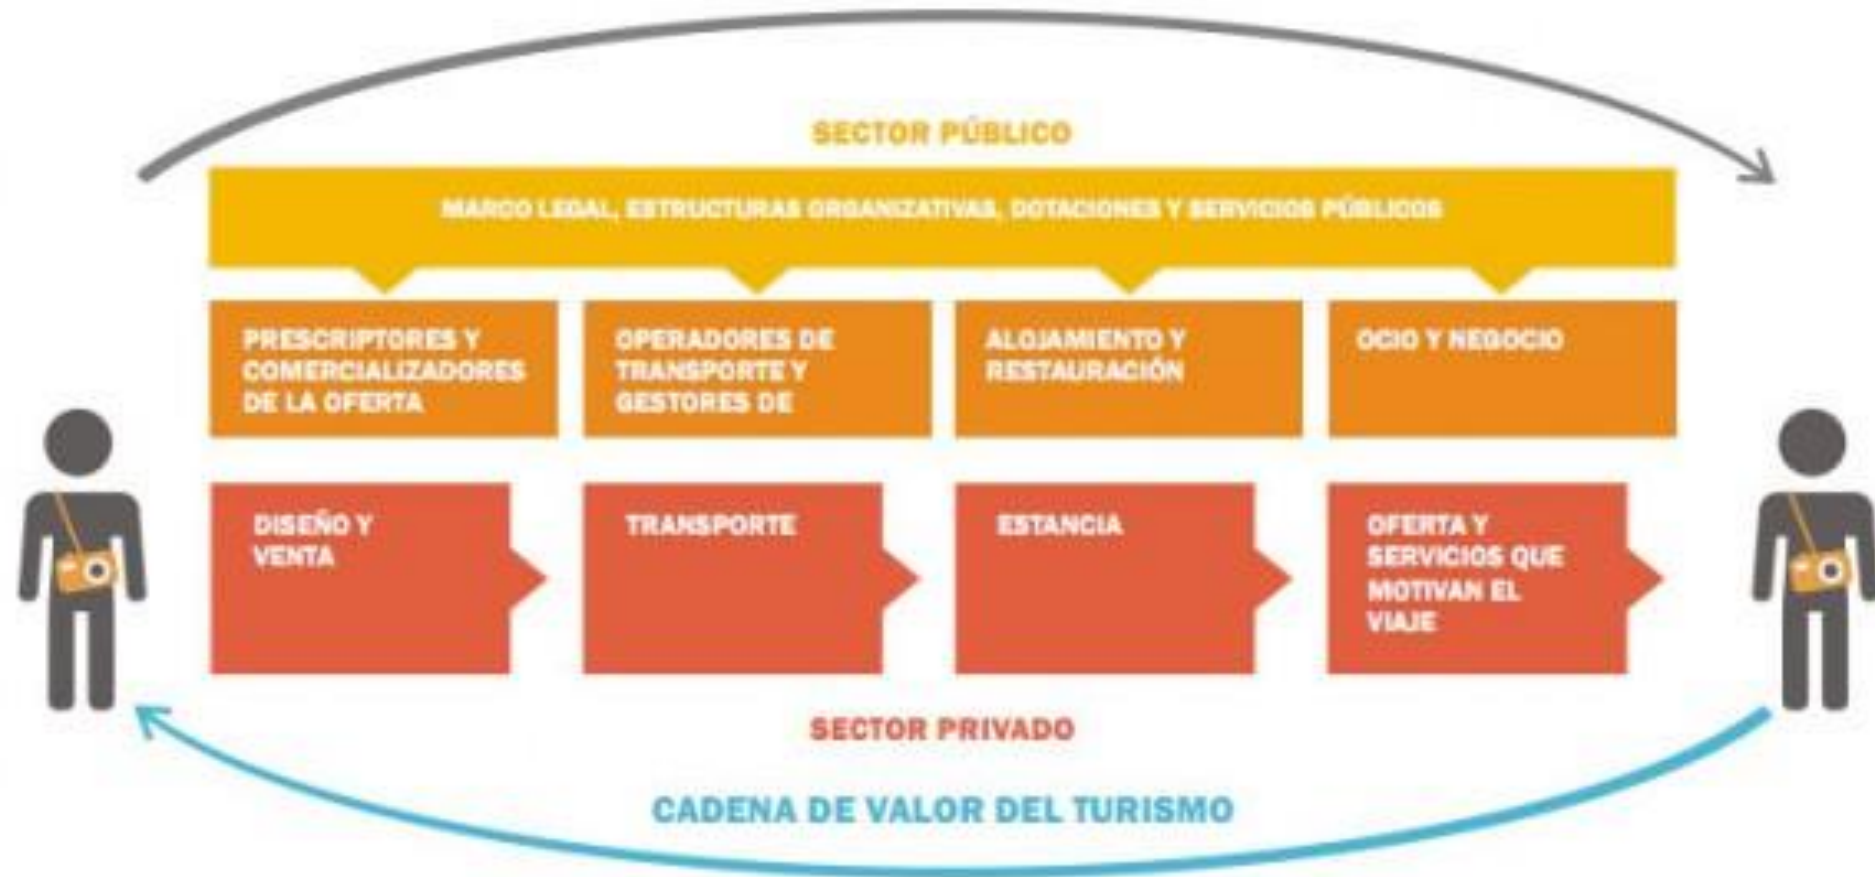 SECTOR PÚBLICO
MARCO LEGAL, ESTRUCTURAS ORGANIZATIVAS, DOTACIONES Y SERVICIOS PÚBLICOS
PRESCRIPTORES Y
COMERCIALIZADORES
DE LA OFERTA
OPERADORES DE
TRANSPORTE Y
GESTORES DE
ALOJAMIENTO Y
RESTAURACIÓN
OCIO Y NEGOCIO
DISEÑO Y
VENTA
TRANSPORTE
ESTANCIA
OFERTA Y
SERVICIOS QUE
MOTIVAN EL
VIAJE
SECTOR PRIVADO
CADENA DE VALOR DEL TURISMO